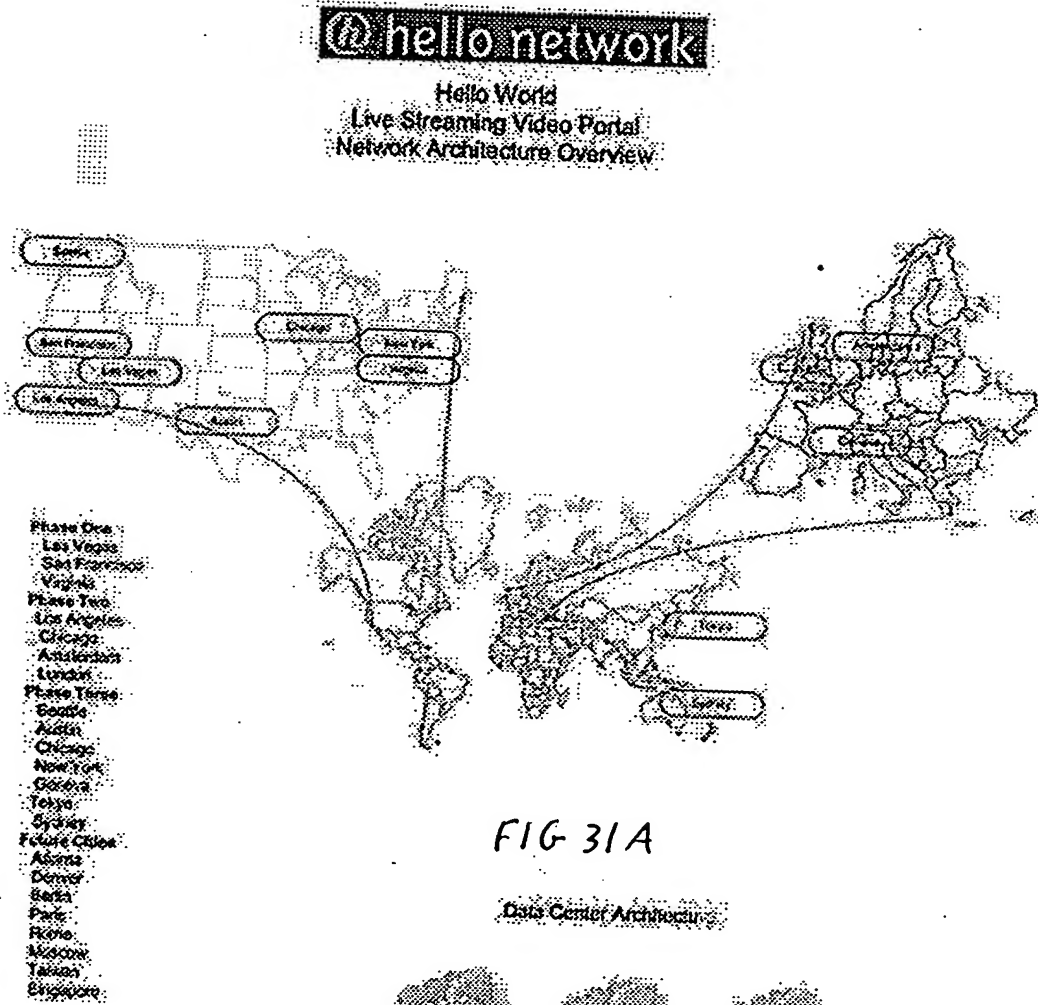 @ hello network
Hello World
Live Streaming Video Portal
Network Architecture Overview
Seattle
San Francisco
Las Vegas
Los Angeles
Austin
Chicago
New York
Virginia
Amsterdam
Geneva
Tokyo
Sydney
Phase One
Las Vegas
San Francisco
Virginia
Phase Two
Los Angeles
Chicago
Amsterdam
London
Phase Three
Seattle
Austin
Chicago
New York
Geneva
Tokyo
Sydney
Future Cities
Denver
Berlin
Paris
Rome
Moscow
Taiwan
Singapore
FIG 31A
Data Center